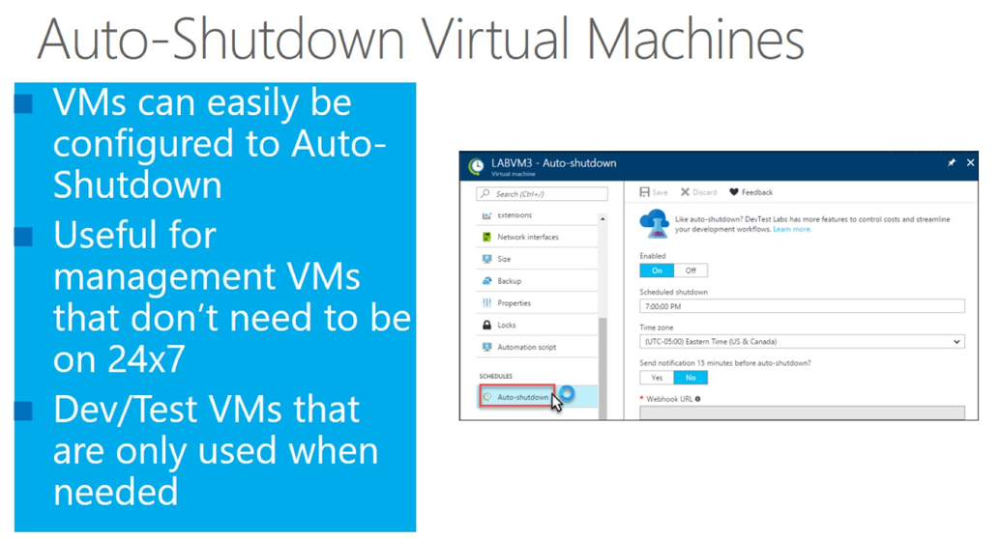 Auto-Shutdown Virtual Machines
VMs can easily be
configured to Auto-
Shutdown
Useful for
management VMs
that don't need to be
on 24x7
Dev/Test VMs that
are only used when
needed
LABVM3 - Auto-shutdown
Virtual machine
Search (Ctrl+/)
Extensions
Network interfaces
Size
Backup
Properties
Locks
Automation script
SCHEDULES
Auto-shutdown
Save Discard Feedback
Like auto-shutdown? DevTest Labs has more features to control costs and streamline
your development workflows. Learn more.
Enabled
On Off
Scheduled shutdown
7:00:00 PM
Time zone
(UTC-05:00) Eastern Time (US & Canada)
Send notification 15 minutes before auto-shutdown?
Yes No
* Webhook URL